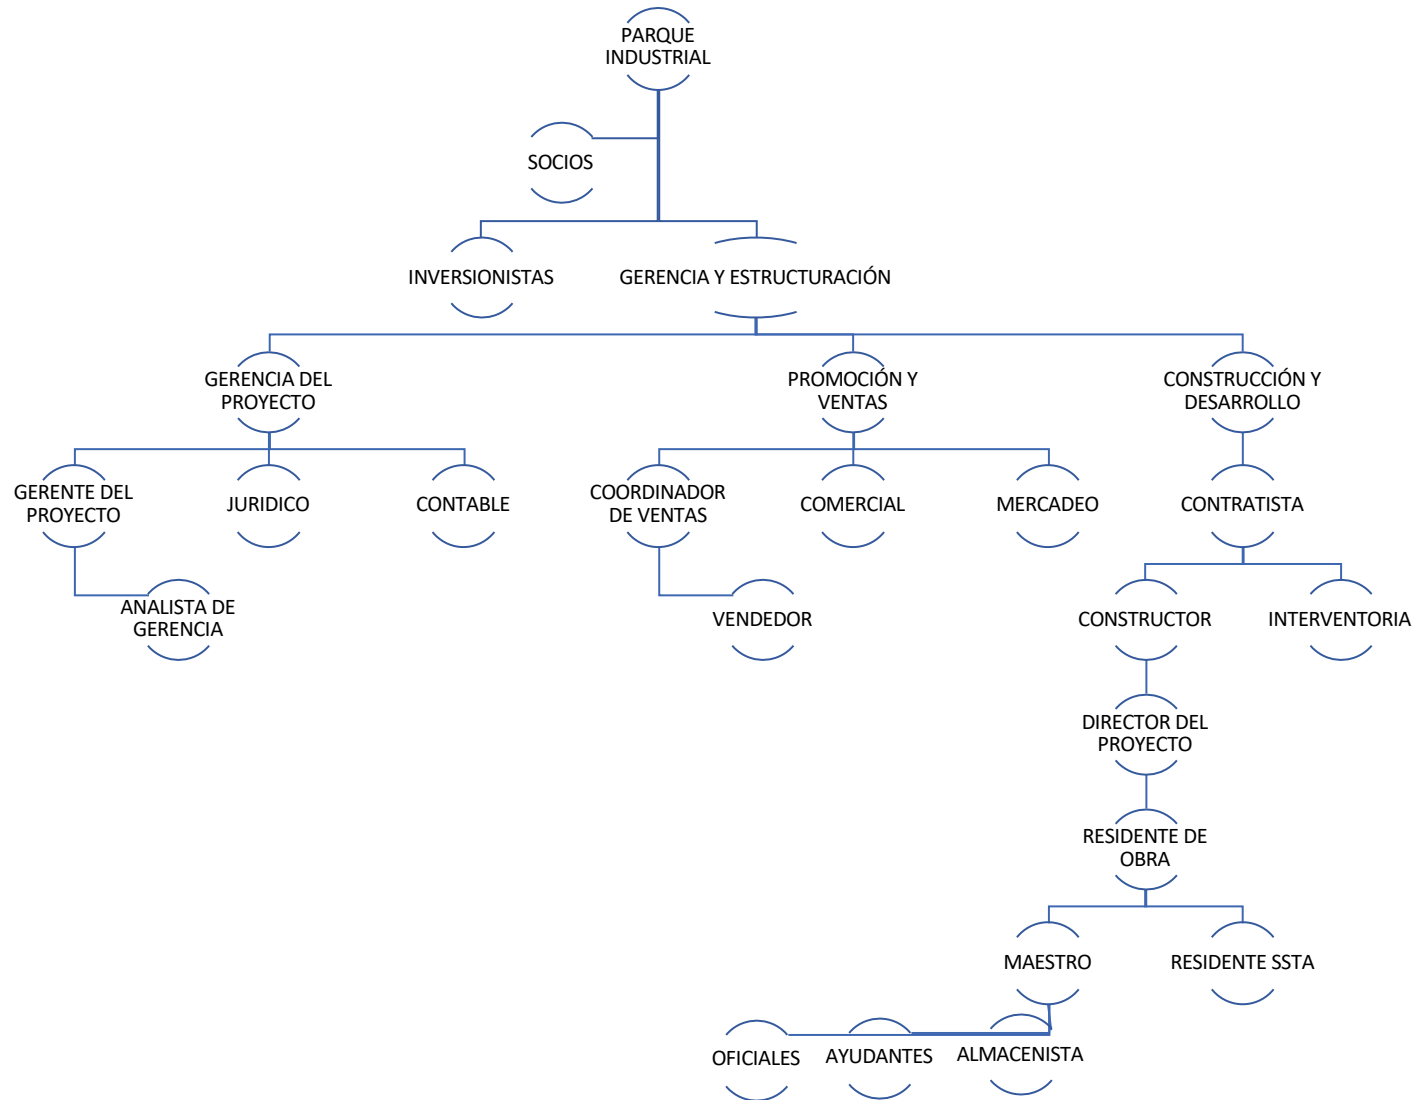 PARQUE
INDUSTRIAL
SOCIOS
INVERSIONISTAS
GERENCIA Y ESTRUCTURACIÓN
GERENCIA DEL
PROYECTO
PROMOCIÓN Y
VENTAS
CONSTRUCCIÓN Y
DESARROLLO
GERENTE DEL
PROYECTO
JURIDICO
CONTABLE
COORDINADOR
DE VENTAS
COMERCIAL
MERCADEO
CONTRATISTA
ANALISTA DE
GERENCIA
VENDEDOR
CONSTRUCTOR
INTERVENTORIA
DIRECTOR DEL
PROYECTO
RESIDENTE DE
OBRA
MAESTRO
RESIDENTE SSTA
OFICIALES
AYUDANTES
ALMACENISTA